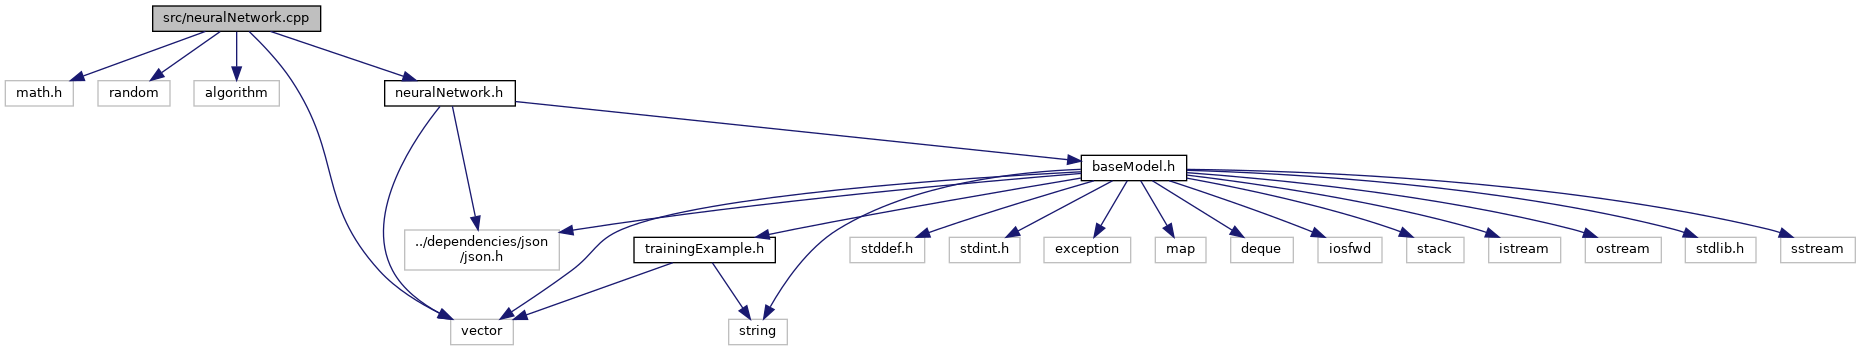 src/neuralNetwork.cpp
math.h
random
algorithm
neuralNetwork.h
baseModel.h
../dependencies/json
/json.h
trainingExample.h
stddef.h
stdint.h
exception
map
deque
iosfwd
stack
istream
ostream
stdlib.h
sstream
vector
string